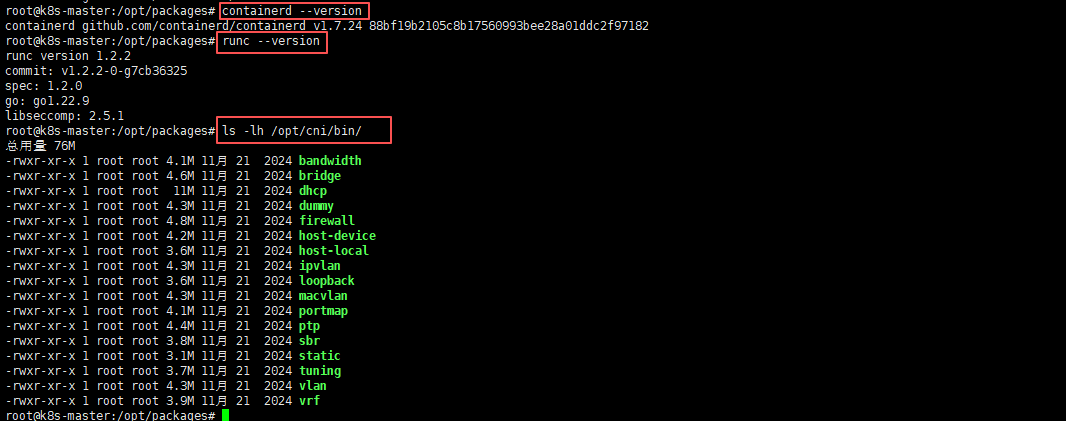 root@k8s-master:/opt/packages# containerd --version
containerd github.com/containerd/containerd v1.7.24 88bf19b2105c8b17560993bee28a01ddc2f97182
root@k8s-master:/opt/packages# runc --version
runc version 1.2.2
commit: v1.2.2-0-g7cb36325
spec: 1.2.0
go: go1.22.9
libseccomp: 2.5.1
root@k8s-master:/opt/packages# ls -lh /opt/cni/bin/
总用量 76M
-rwxr-xr-x 1 root root 4.1M 11月 21  2024 bandwidth
-rwxr-xr-x 1 root root 4.6M 11月 21  2024 bridge
-rwxr-xr-x 1 root root  11M 11月 21  2024 dhcp
-rwxr-xr-x 1 root root 4.3M 11月 21  2024 dummy
-rwxr-xr-x 1 root root 4.8M 11月 21  2024 firewall
-rwxr-xr-x 1 root root 4.2M 11月 21  2024 host-device
-rwxr-xr-x 1 root root 3.6M 11月 21  2024 host-local
-rwxr-xr-x 1 root root 4.3M 11月 21  2024 ipvlan
-rwxr-xr-x 1 root root 3.6M 11月 21  2024 loopback
-rwxr-xr-x 1 root root 4.3M 11月 21  2024 macvlan
-rwxr-xr-x 1 root root 4.1M 11月 21  2024 portmap
-rwxr-xr-x 1 root root 4.4M 11月 21  2024 ptp
-rwxr-xr-x 1 root root 3.8M 11月 21  2024 sbr
-rwxr-xr-x 1 root root 3.1M 11月 21  2024 static
-rwxr-xr-x 1 root root 3.7M 11月 21  2024 tuning
-rwxr-xr-x 1 root root 4.3M 11月 21  2024 vlan
-rwxr-xr-x 1 root root 3.9M 11月 21  2024 vrf
root@k8s-master:/opt/packages#